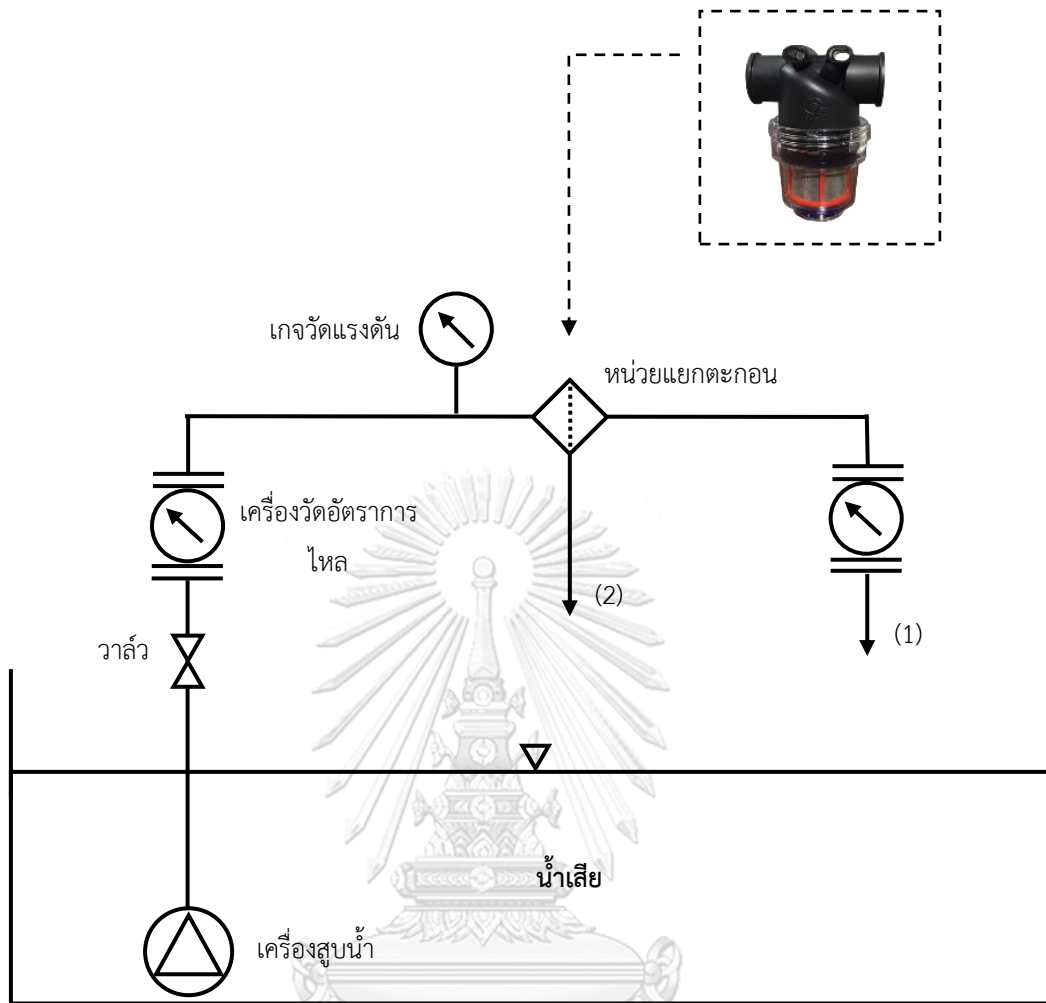 เกจวัดแรงดัน
หน่วยแยกตะกอน
เครื่องวัดอัตราการ
ไหล
(2)
(1)
วาล์ว
น้ำเสีย
เครื่องสูบน้ำ